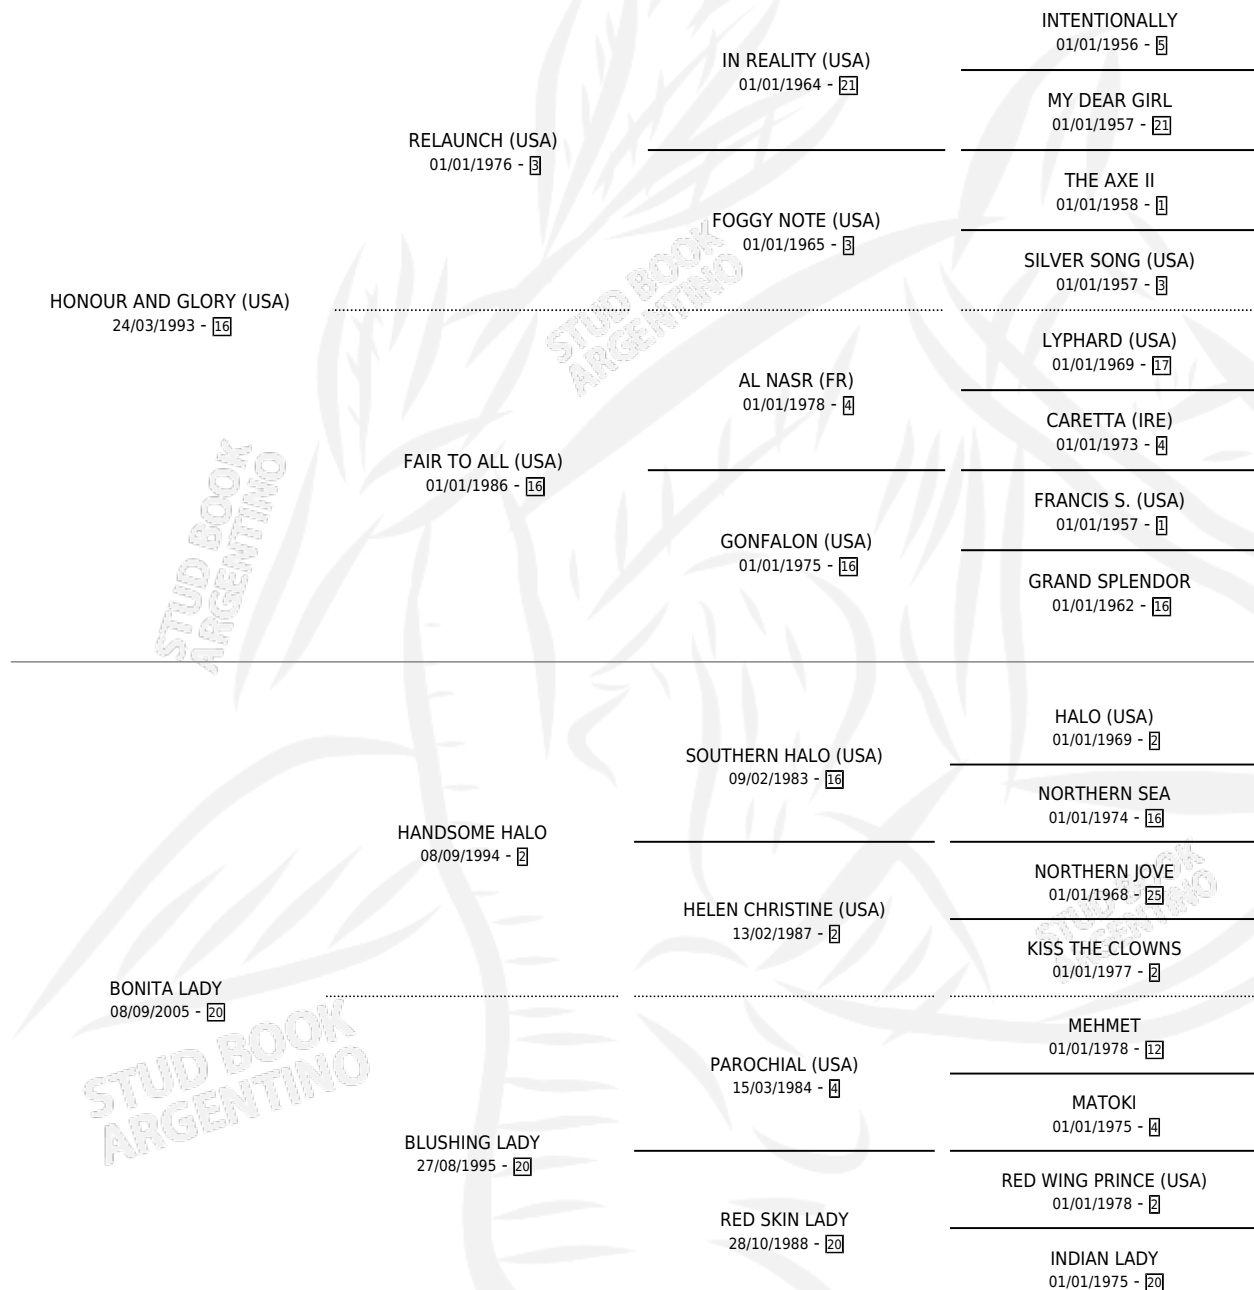 INTENTIONALLY
01/01/1956 - 5
IN REALITY (USA)
01/01/1964 - 21
MY DEAR GIRL
01/01/1957 - 21
RELAUNCH (USA)
01/01/1976 - 3
THE AXE II
01/01/1958 - 1
FOGGY NOTE (USA)
01/01/1965 - 3
SILVER SONG (USA)
01/01/1957 - 3
HONOUR AND GLORY (USA)
24/03/1993 - 16
LYPHARD (USA)
01/01/1969 - 17
AL NASR (FR)
01/01/1978 - 4
CARETTA (IRE)
01/01/1973 - 4
FAIR TO ALL (USA)
01/01/1986 - 16
FRANCIS S. (USA)
01/01/1957 - 1
GONFALON (USA)
01/01/1975 - 16
GRAND SPLENDOR
01/01/1962 - 16
HALO (USA)
01/01/1969 - 2
SOUTHERN HALO (USA)
09/02/1983 - 16
NORTHERN SEA
01/01/1974 - 16
HANDSOME HALO
08/09/1994 - 2
NORTHERN JOVE
01/01/1968 - 25
HELEN CHRISTINE (USA)
13/02/1987 - 2
KISS THE CLOWNS
01/01/1977 - 2
BONITA LADY
08/09/2005 - 20
MEHMET
01/01/1978 - 12
PAROCHIAL (USA)
15/03/1984 - 4
MATOKI
01/01/1975 - 4
BLUSHING LADY
27/08/1995 - 20
RED WING PRINCE (USA)
01/01/1978 - 2
RED SKIN LADY
28/10/1988 - 20
INDIAN LADY
01/01/1975 - 20
STUD BOOK
ARGENTINO
STUD BOOK
ARGENTINO
STUD BOOK
ARGENTINO
STUD BOOK
ARGENTINO